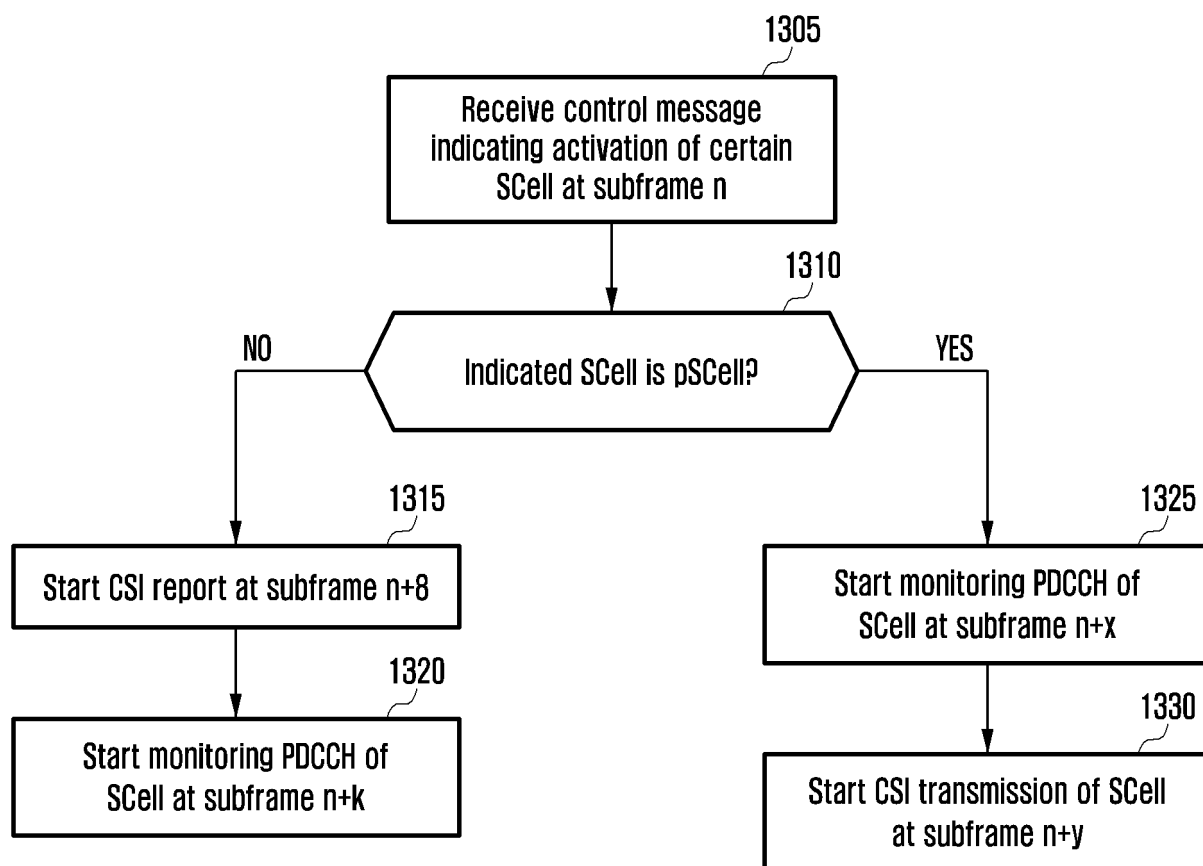 1305
Receive control message
indicating activation of certain
SCell at subframe n
1310
NO
Indicated SCell is pSCell?
YES
1315
Start CSI report at subframe n+8
1320
Start monitoring PDCCH of
SCell at subframe n+k
1325
Start monitoring PDCCH of
SCell at subframe n+x
1330
Start CSI transmission of SCell
at subframe n+y